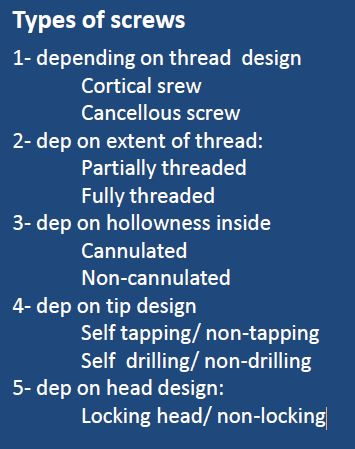 Types of screws
1- depending on thread design
Cortical srew
Cancellous screw
2- dep on extent of thread:
Partially threaded
Fully threaded
3- dep on hollowness inside
Cannulated
Non-cannulated
4- dep on tip design
Self tapping/ non-tapping
Self drilling/ non-drilling
5- dep on head design:
Locking head/ non-locking